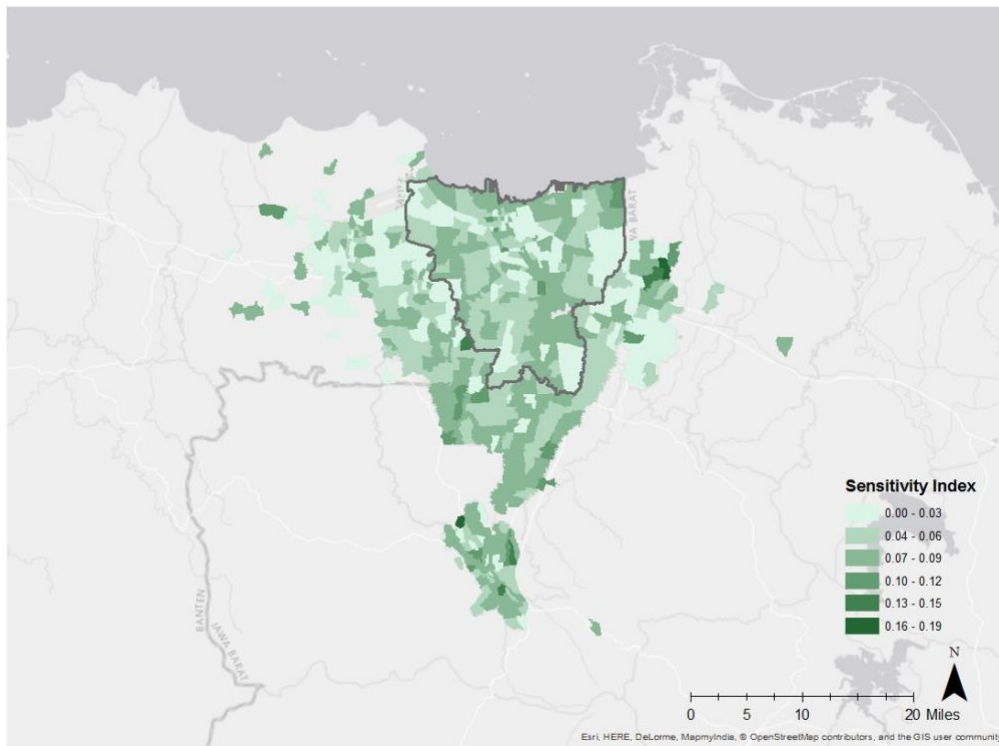 BARAT
Sensitivity Index
0.00 - 0.03
0.04 - 0.06
0.07 - 0.09
0.10 - 0.12
0.13 - 0.15
0.16 - 0.19
BANTEN
JAWA BARAT
N
0 5 10 20 Miles
Esri, HERE, DeLorme, MapmyIndia, © OpenStreetMap contributors, and the GIS user community